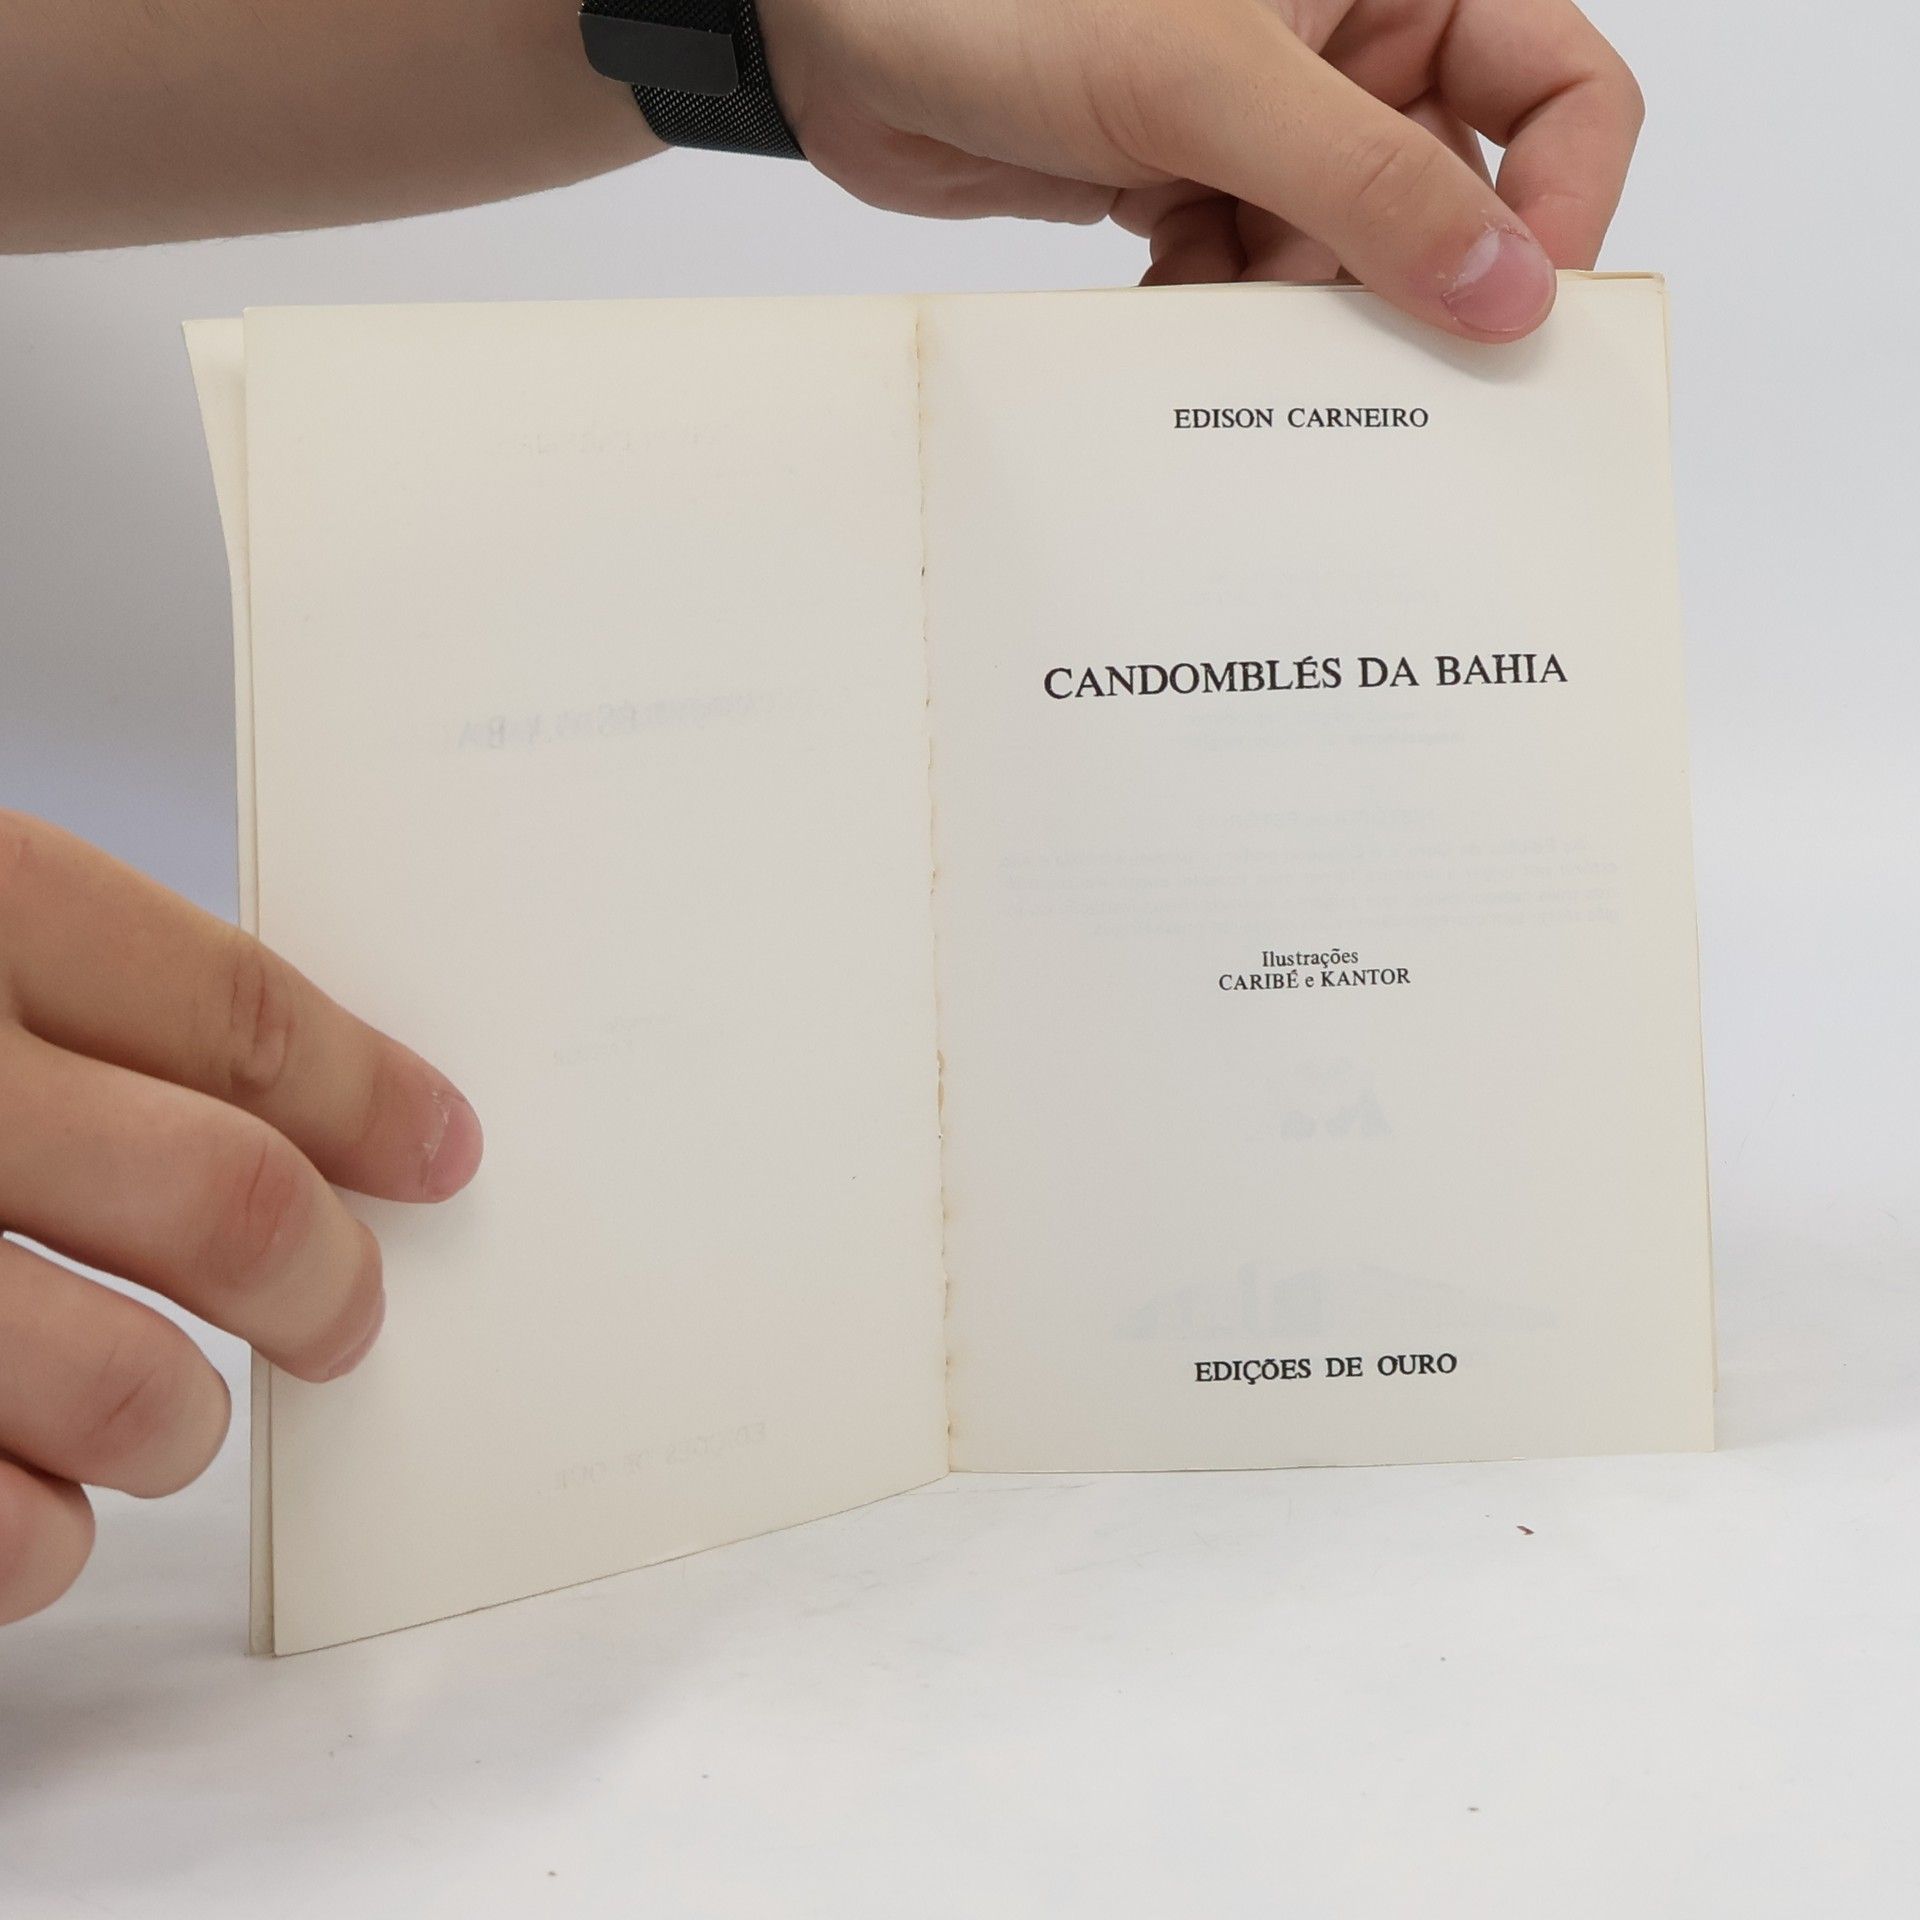 EDISON CARNEIRO
CANDOMBLÉS DA BAHIA
Ilustrações
CARIBÉ e KANTOR
EDIÇÕES DE OURO